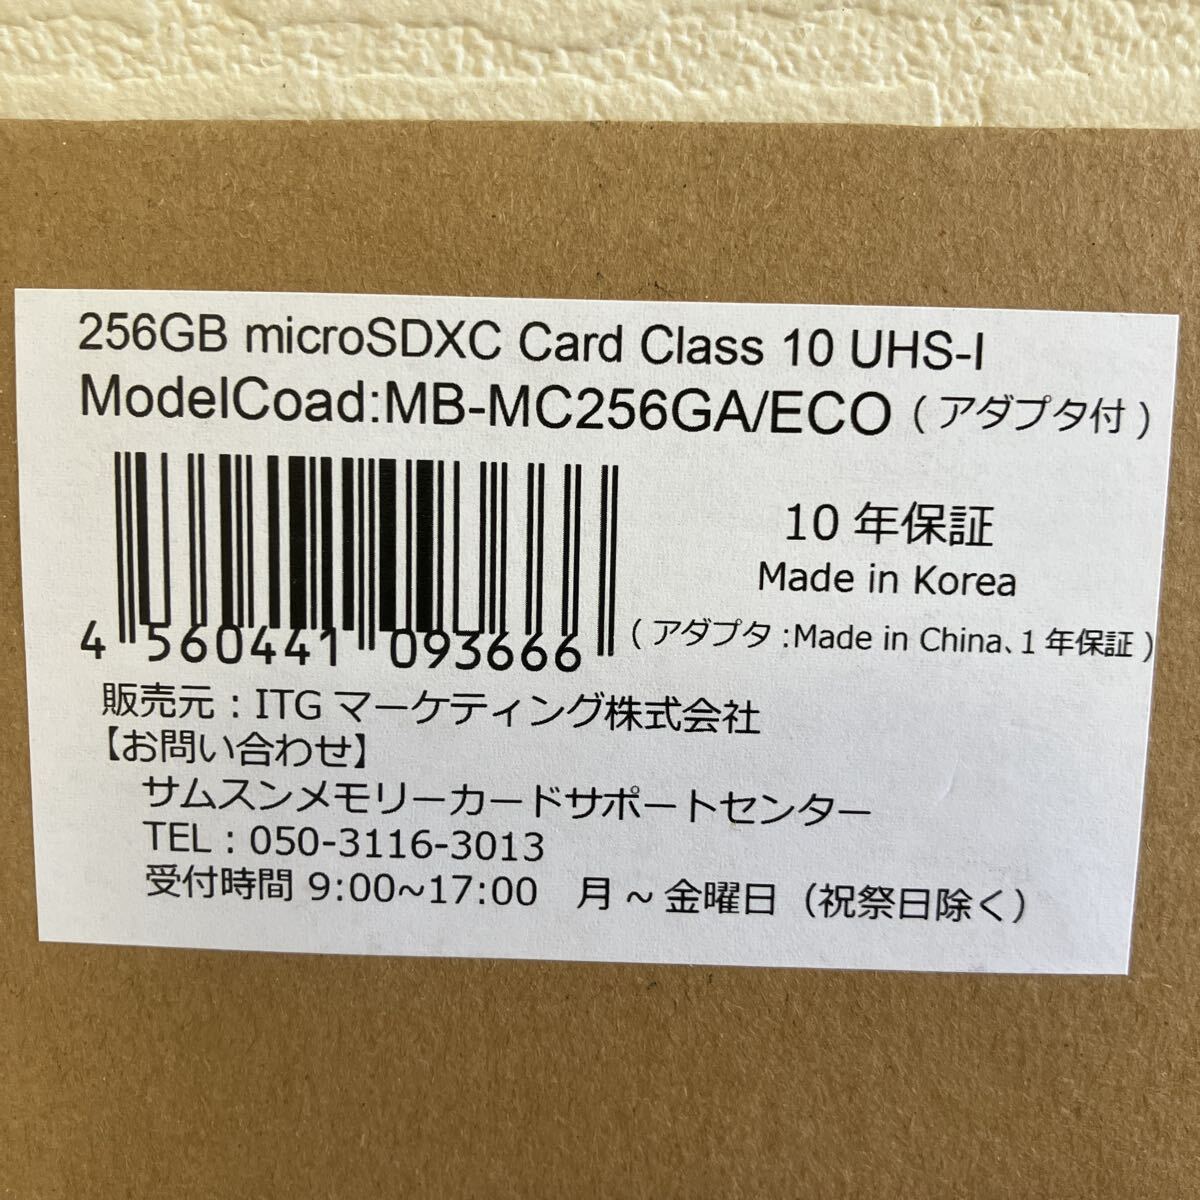 256GB microSDXC Card Class 10 UHS-I
ModelCoad:MB-MC256GA/ECO (アダプタ付)
10年保証
Made in Korea
(アダプタ:Made in China、1年保証)
4 560441 093666
販売元:ITGマーケティング株式会社
【お問い合わせ】
サムスンメモリーカードサポートセンター
TEL:050-3116-3013
受付時間 9:00~17:00 月~金曜日(祝祭日除く)